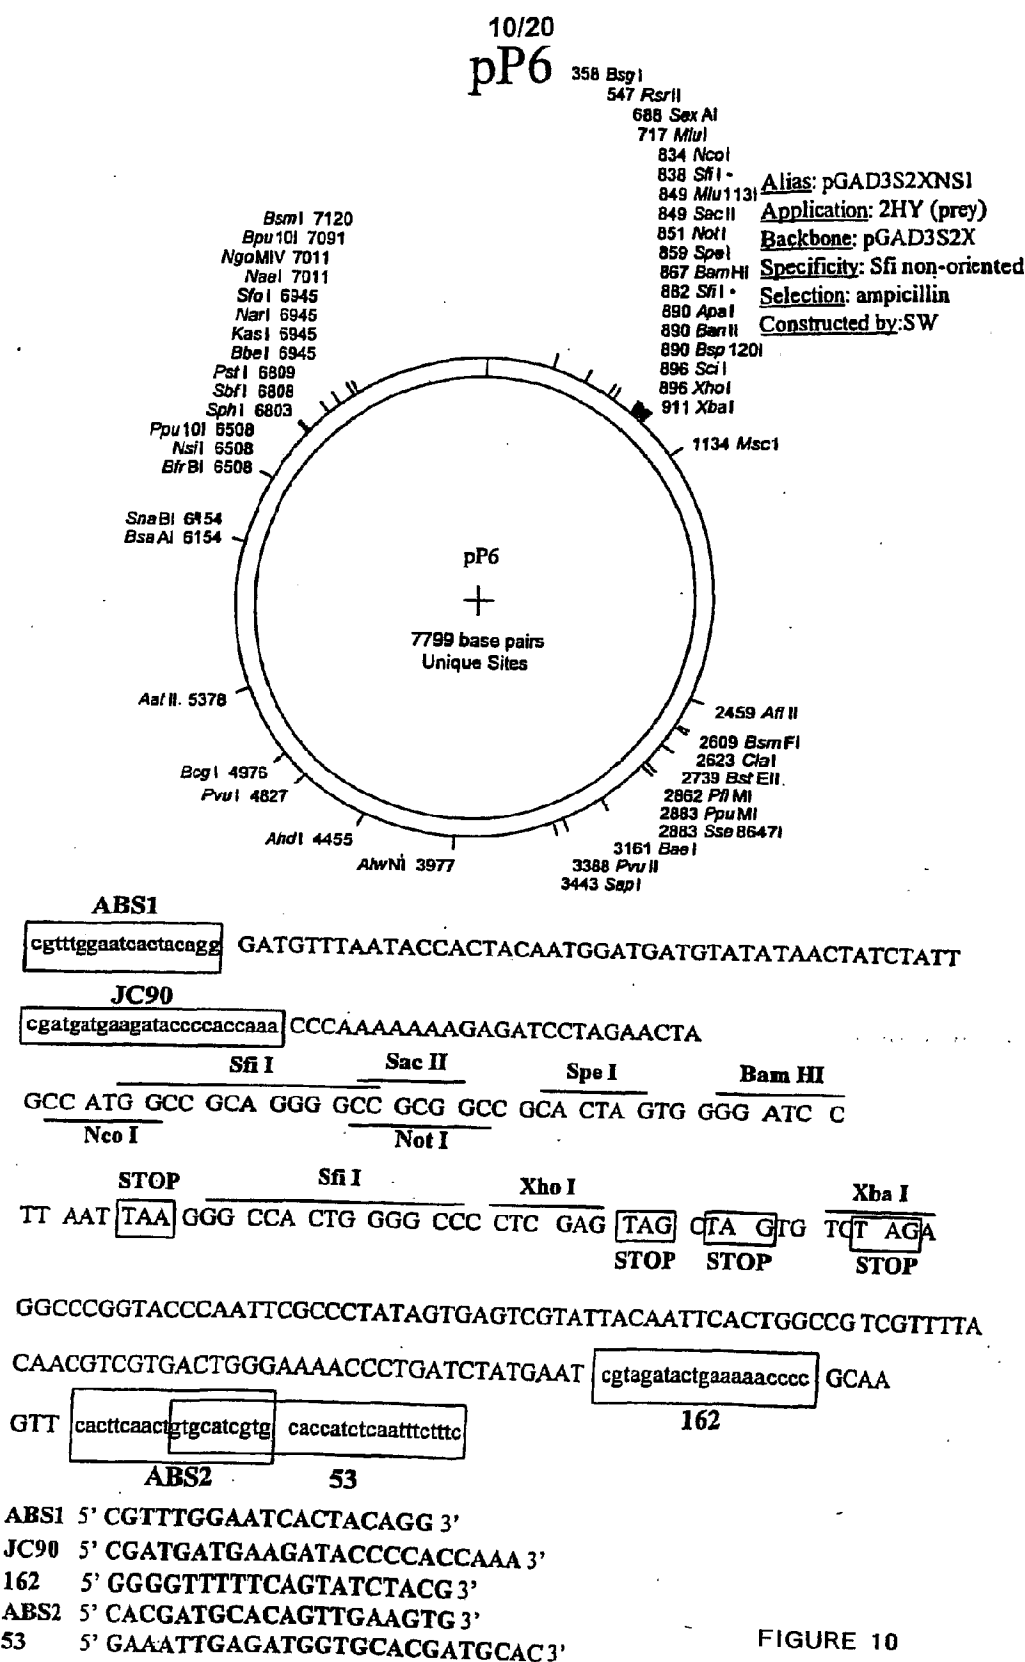 10/20
pP6
358 BsgI
547 RsrII
688 SexAI
717 MluI
834 NcoI
838 SfiI
849 Mlu113I
849 SacII
851 NotI
859 SpeI
867 BamHI
882 SfiI
890 ApaI
890 BanII
890 Bsp120I
896 SciI
896 XhoI
911 XbaI
1134 MscI
Alias: pGAD3S2XNS1
Application: 2HY (prey)
Backbone: pGAD3S2X
Specificity: Sfi non-oriented
Selection: ampicillin
Constructed by:SW
BsmI 7120
Bpu10I 7091
NgoMIV 7011
NaeI 7011
SfoI 6945
NarI 6945
KasI 6945
BbeI 6945
PstI 6809
SbfI 6808
SphI 6803
Ppu10I 6508
NsiI 6508
BfrBI 6508
SnaBI 6154
BsaAI 6154
pP6
7799 base pairs
Unique Sites
AatII. 5378
BcgI 4976
PvuI 4827
AhdI 4455
AlwNI 3977
2459 AflII
2609 BsmFI
2623 ClaI
2739 BstEII.
2862 PflMI
2883 PpuMI
2883 Sse8647I
3161 BaeI
3388 PvuII
3443 SapI
ABS1
cgtttggaatcactacagg GATGTTTAATACCACTACAATGGATGATGTATATAACTATCTATT
JC90
cgatgatgaagataccccaccaaa CCCAAAAAAAGAGATCCTAGAACTA
Sfi I Sac II Spe I Bam HI
GCC ATG GCC GCA GGG GCC GCG GCC GCA CTA GTG GGG ATC C
Nco I Not I
STOP Sfi I Xho I Xba I
TT AAT TAA GGG CCA CTG GGG CCC CTC GAG TAG CTA GTG TCT AGA
STOP STOP STOP
GGCCCGGTACCCAATTCGCCCTATAGTGAGTCGTATTACAATTCACTGGCCGTCGTTTTA
CAACGTCGTGACTGGGAAAACCCTGATCTATGAAT cgtagatactgaaaaacccc GCAA
162
GTT cacttcaactgtgcatcgtg caccatctcaatttctttc
ABS2 53
ABS1 5' CGTTTGGAATCACTACAGG 3'
JC90 5' CGATGATGAAGATACCCCACCAAA 3'
162 5' GGGGTTTTTCAGTATCTACG 3'
ABS2 5' CACGATGCACAGTTGAAGTG 3'
53 5' GAAATTGAGATGGTGCACGATGCAC 3'
FIGURE 10